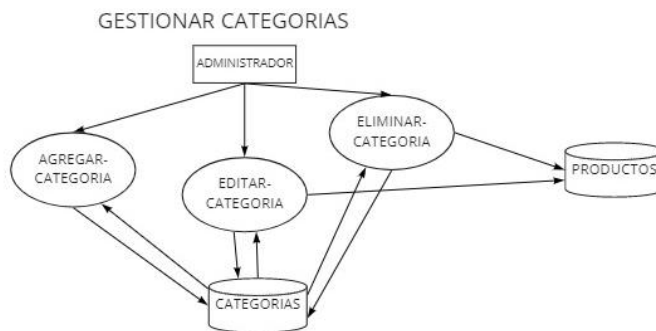 GESTIONAR CATEGORIAS
ADMINISTRADOR
ELIMINAR-
CATEGORIA
AGREGAR-
CATEGORIA
PRODUCTOS
EDITAR-
CATEGORIA
CATEGORIAS